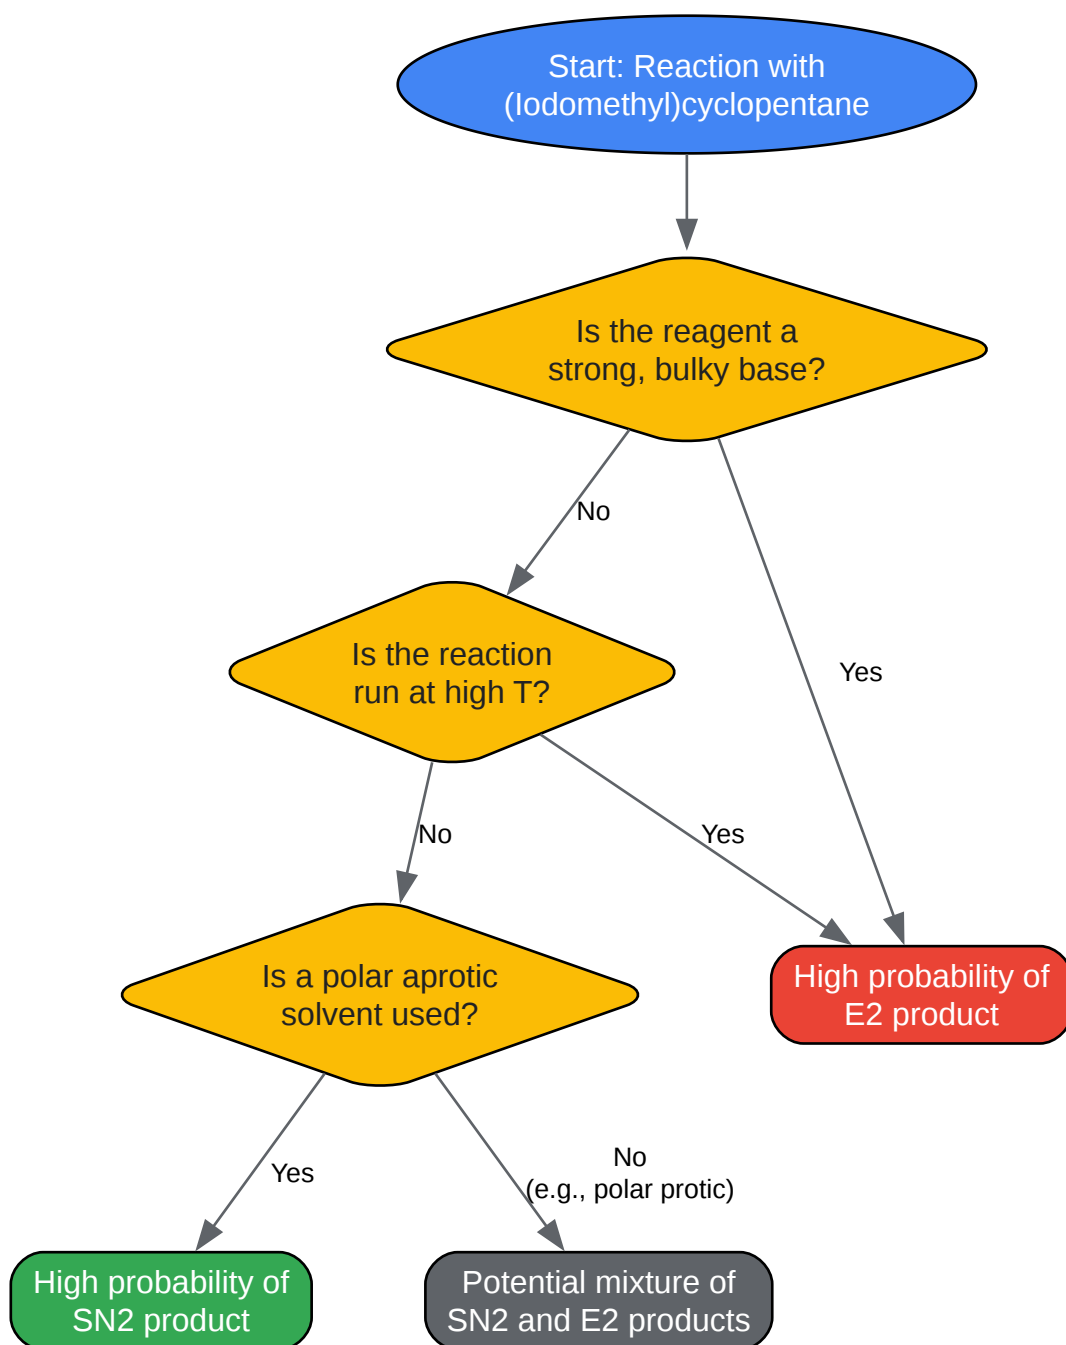 Start: Reaction with
(Iodomethyl)cyclopentane
Is the reagent a
strong, bulky base?
No
Yes
Is the reaction
run at high T?
No
Yes
Is a polar aprotic
solvent used?
High probability of
E2 product
Yes
No
(e.g., polar protic)
High probability of
SN2 product
Potential mixture of
SN2 and E2 products